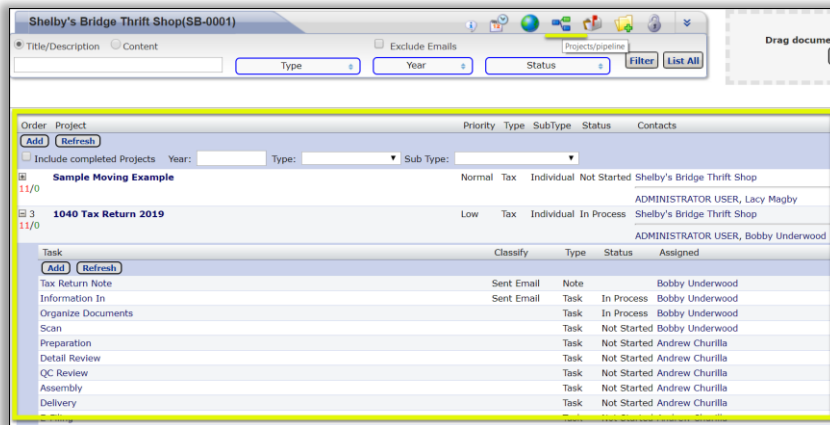 Shelby's Bridge Thrift Shop(SB-0001)
Title/Description Content Exclude Emails Projects/pipeline
Type Year Status Filter List All
Drag docume
Order Project Priority Type SubType Status Contacts
Add Refresh
Include completed Projects Year: Type: Sub Type:
Sample Moving Example Normal Tax Individual Not Started Shelby's Bridge Thrift Shop
11/0
ADMINISTRATOR USER, Lacy Magby
3 1040 Tax Return 2019 Low Tax Individual In Process Shelby's Bridge Thrift Shop
11/0
ADMINISTRATOR USER, Bobby Underwood
Task Classify Type Status Assigned
Add Refresh
Tax Return Note Sent Email Note Bobby Underwood
Information In Sent Email Task In Process Bobby Underwood
Organize Documents Task In Process Bobby Underwood
Scan Task Not Started Bobby Underwood
Preparation Task Not Started Andrew Churilla
Detail Review Task Not Started Andrew Churilla
QC Review Task Not Started Andrew Churilla
Assembly Task Not Started Andrew Churilla
Delivery Task Not Started Andrew Churilla